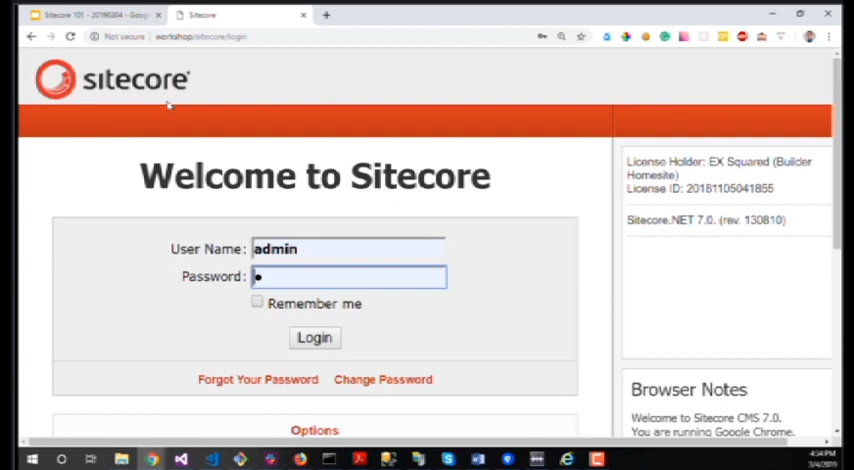 Sitecore 101 - 20190304 - Googl
Sitecore
Not secure
workshop/sitecore/login
sitecore
Welcome to Sitecore
User Name:
admin
Password:
Remember me
Login
Forgot Your Password
Change Password
Options
License Holder: EX Squared (Builder
Homesite)
License ID: 20181105041855
Sitecore.NET 7.0. (rev. 130810)
Browser Notes
Welcome to Sitecore CMS 7.0.
You are running Google Chrome.
4:34 PM
3/4/2019